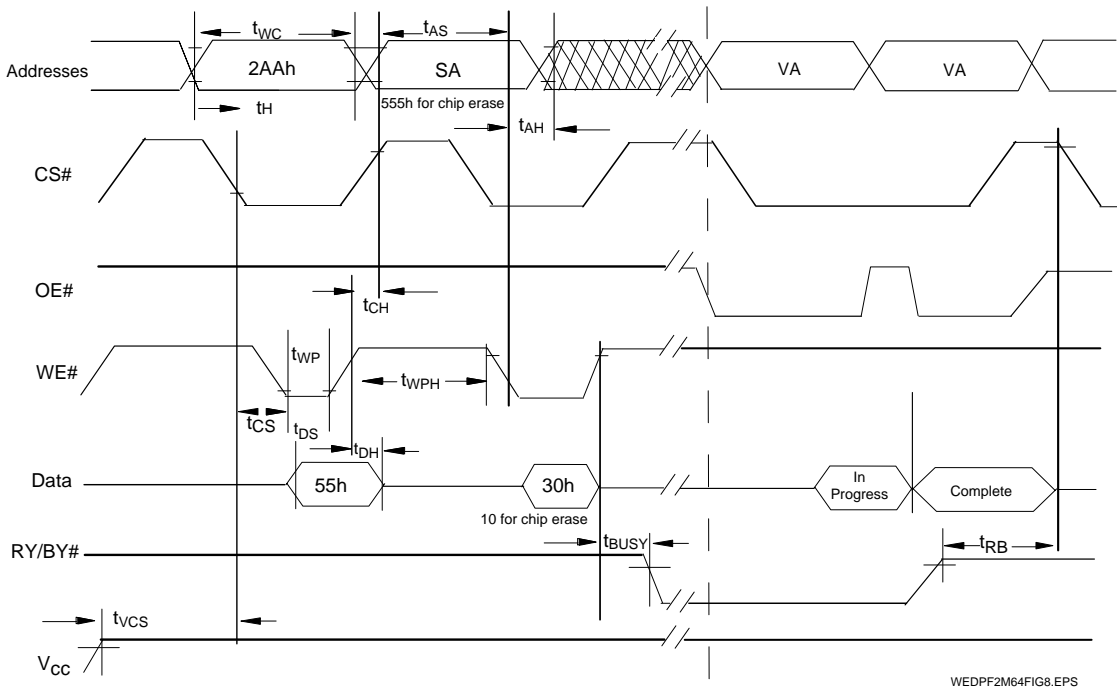 tWC
tAS
Addresses
2AAh
SA
VA
VA
555h for chip erase
tH
tAH
CS#
OE#
tCH
WE#
tWP
tWPH
tCS
tDS
tDH
Data
55h
30h
In
Progress
Complete
10 for chip erase
RY/BY#
tBUSY
tRB
tVCS
VCC
WEDPF2M64FIG8.EPS